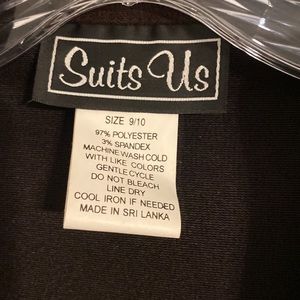 Suits Us
SIZE 9/10
97% POLYESTER
3% SPANDEX
MACHINE WASH COLD
WITH LIKE COLORS
GENTLE CYCLE
DO NOT BLEACH
LINE DRY
COOL IRON IF NEEDED
MADE IN SRI LANKA